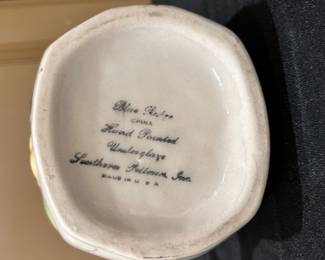 Blue Ridge
CHINA
Hand Painted
Underglaze
Southern Potteries, Inc.
MADE IN U.S.A.